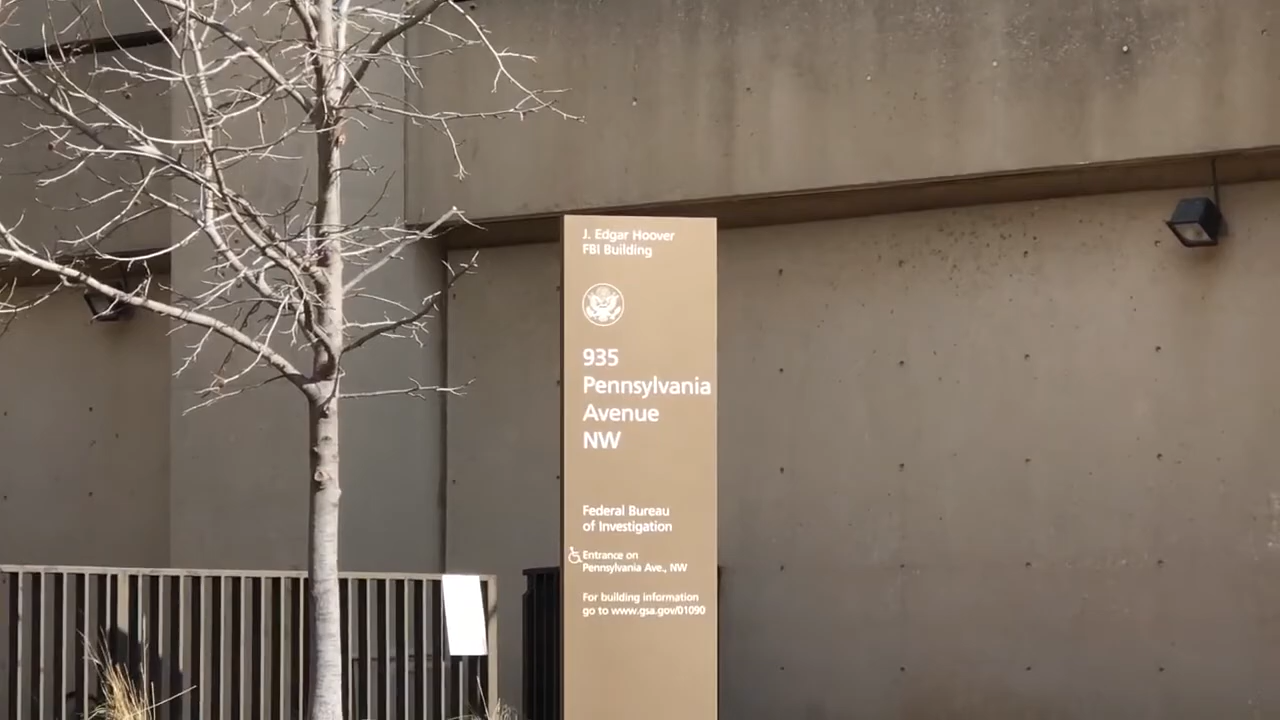 J. Edgar Hoover
FBI Building
935
Pennsylvania
Avenue
NW
Federal Bureau
of Investigation
Entrance on
Pennsylvania Ave., NW
For building information
go to www.gsa.gov/01090